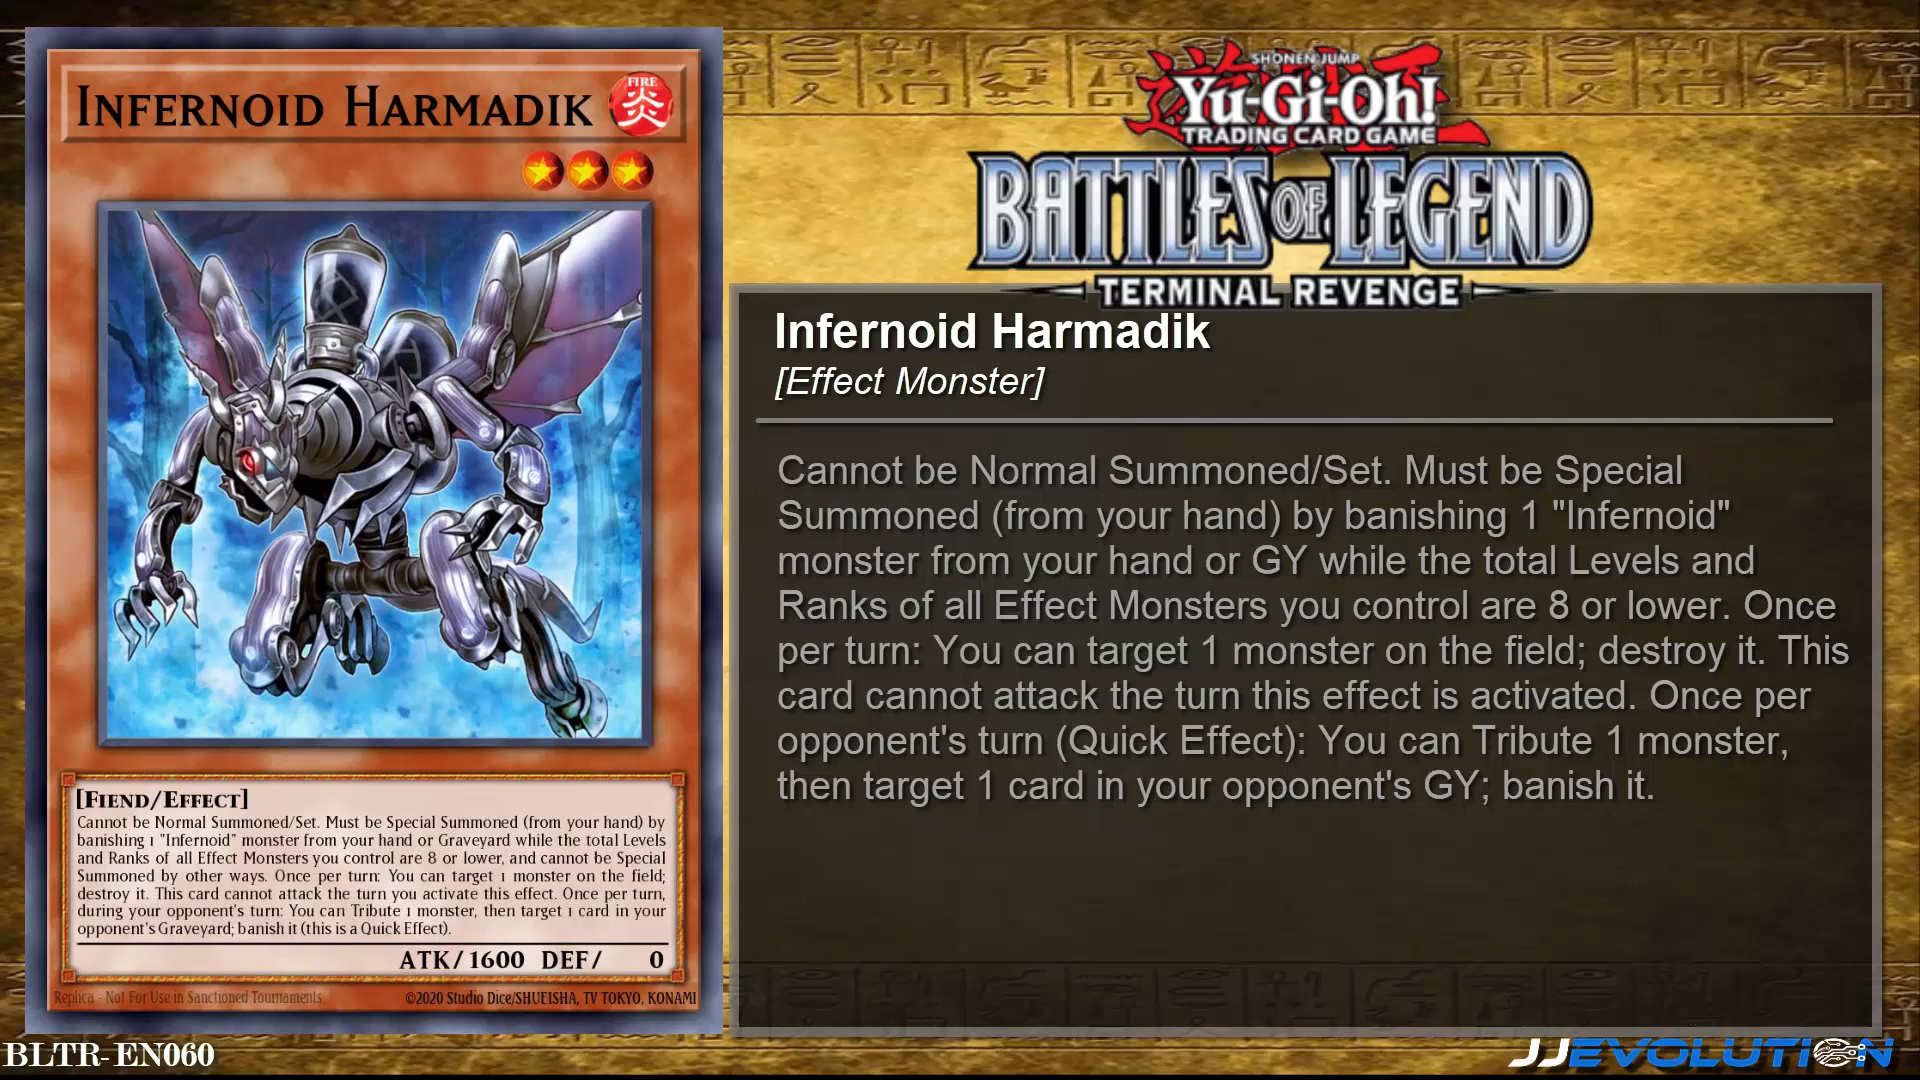 INFERNOID HARMADIK
FIRE
炎
[FIEND/EFFECT]
Cannot be Normal Summoned/Set. Must be Special Summoned (from your hand) by
banishing 1 "Infernoid" monster from your hand or Graveyard while the total Levels
and Ranks of all Effect Monsters you control are 8 or lower, and cannot be Special
Summoned by other ways. Once per turn: You can target 1 monster on the field;
destroy it. This card cannot attack the turn you activate this effect. Once per turn,
during your opponent's turn: You can Tribute 1 monster, then target 1 card in your
opponent's Graveyard; banish it (this is a Quick Effect).
ATK/1600 DEF/ 0
Replica - Not For Use in Sanctioned Tournaments.
©2020 Studio Dice/SHUEISHA, TV TOKYO, KONAMI
BLTR-EN060
SHONEN JUMP
Yu-Gi-Oh!
TRADING CARD GAME
BATTLES OF LEGEND
TERMINAL REVENGE
Infernoid Harmadik
[Effect Monster]
Cannot be Normal Summoned/Set. Must be Special
Summoned (from your hand) by banishing 1 "Infernoid"
monster from your hand or GY while the total Levels and
Ranks of all Effect Monsters you control are 8 or lower. Once
per turn: You can target 1 monster on the field; destroy it. This
card cannot attack the turn this effect is activated. Once per
opponent's turn (Quick Effect): You can Tribute 1 monster,
then target 1 card in your opponent's GY; banish it.
JJEVOLUTION